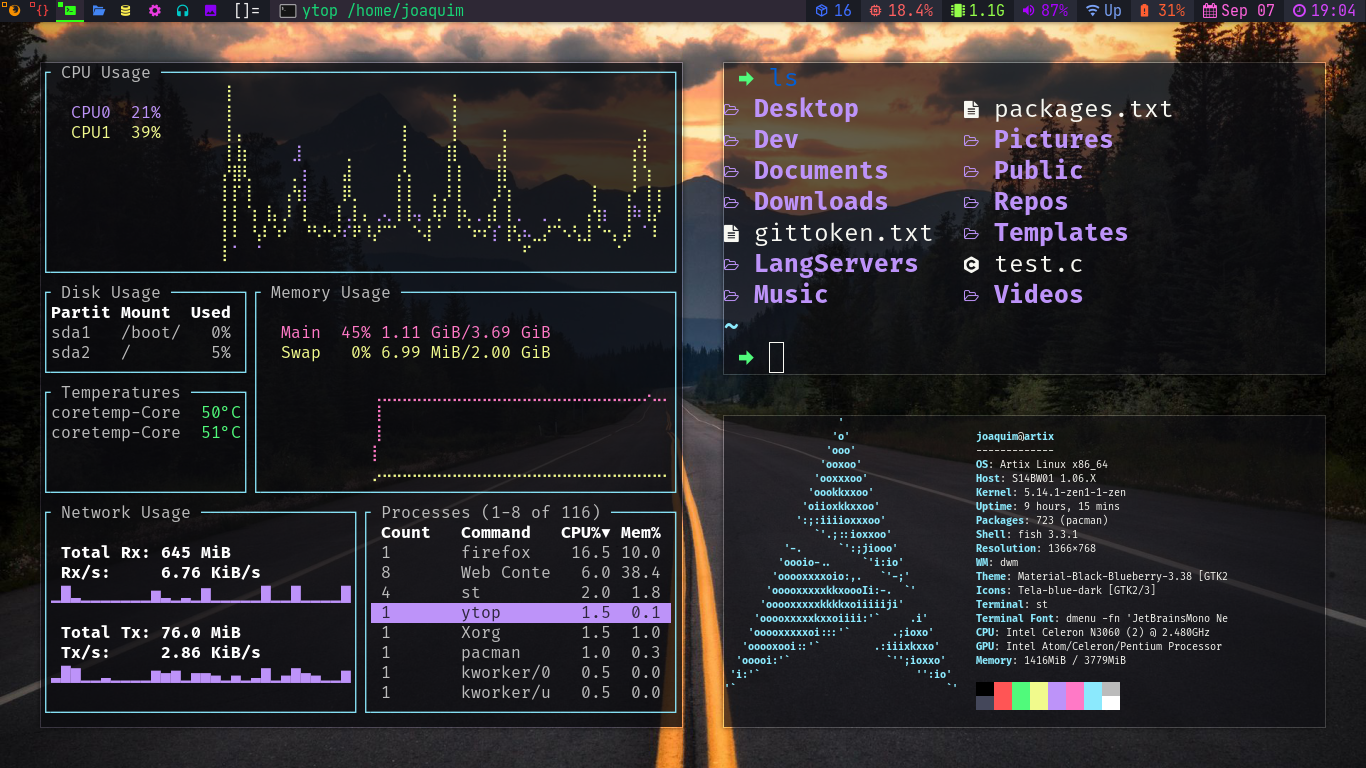 {} []= ytop /home/joaquim 16 18.4% 1.1G 87% Up 31% Sep 07 19:04
CPU Usage
CPU0 21%
CPU1 39%
Disk Usage
Partit Mount Used
sda1 /boot/ 0%
sda2 / 5%
Memory Usage
Main 45% 1.11 GiB/3.69 GiB
Swap 0% 6.99 MiB/2.00 GiB
Temperatures
coretemp-Core 50°C
coretemp-Core 51°C
Network Usage
Total Rx: 645 MiB
Rx/s: 6.76 KiB/s
Total Tx: 76.0 MiB
Tx/s: 2.86 KiB/s
Processes (1-8 of 116)
Count Command CPU%▼ Mem%
1 firefox 16.5 10.0
8 Web Conte 6.0 38.4
4 st 2.0 1.8
1 ytop 1.5 0.1
1 Xorg 1.5 1.0
1 pacman 1.0 0.3
1 kworker/0 0.5 0.0
1 kworker/u 0.5 0.0
ls
Desktop packages.txt
Dev Pictures
Documents Public
Downloads Repos
gittoken.txt Templates
LangServers test.c
Music Videos
~
joaquim@artix
-------------
OS: Artix Linux x86_64
Host: S14BW01 1.06.X
Kernel: 5.14.1-zen1-1-zen
Uptime: 9 hours, 15 mins
Packages: 723 (pacman)
Shell: fish 3.3.1
Resolution: 1366x768
WM: dwm
Theme: Material-Black-Blueberry-3.38 [GTK2
Icons: Tela-blue-dark [GTK2/3]
Terminal: st
Terminal Font: dmenu -fn 'JetBrainsMono Ne
CPU: Intel Celeron N3060 (2) @ 2.480GHz
GPU: Intel Atom/Celeron/Pentium Processor
Memory: 1416MiB / 3779MiB